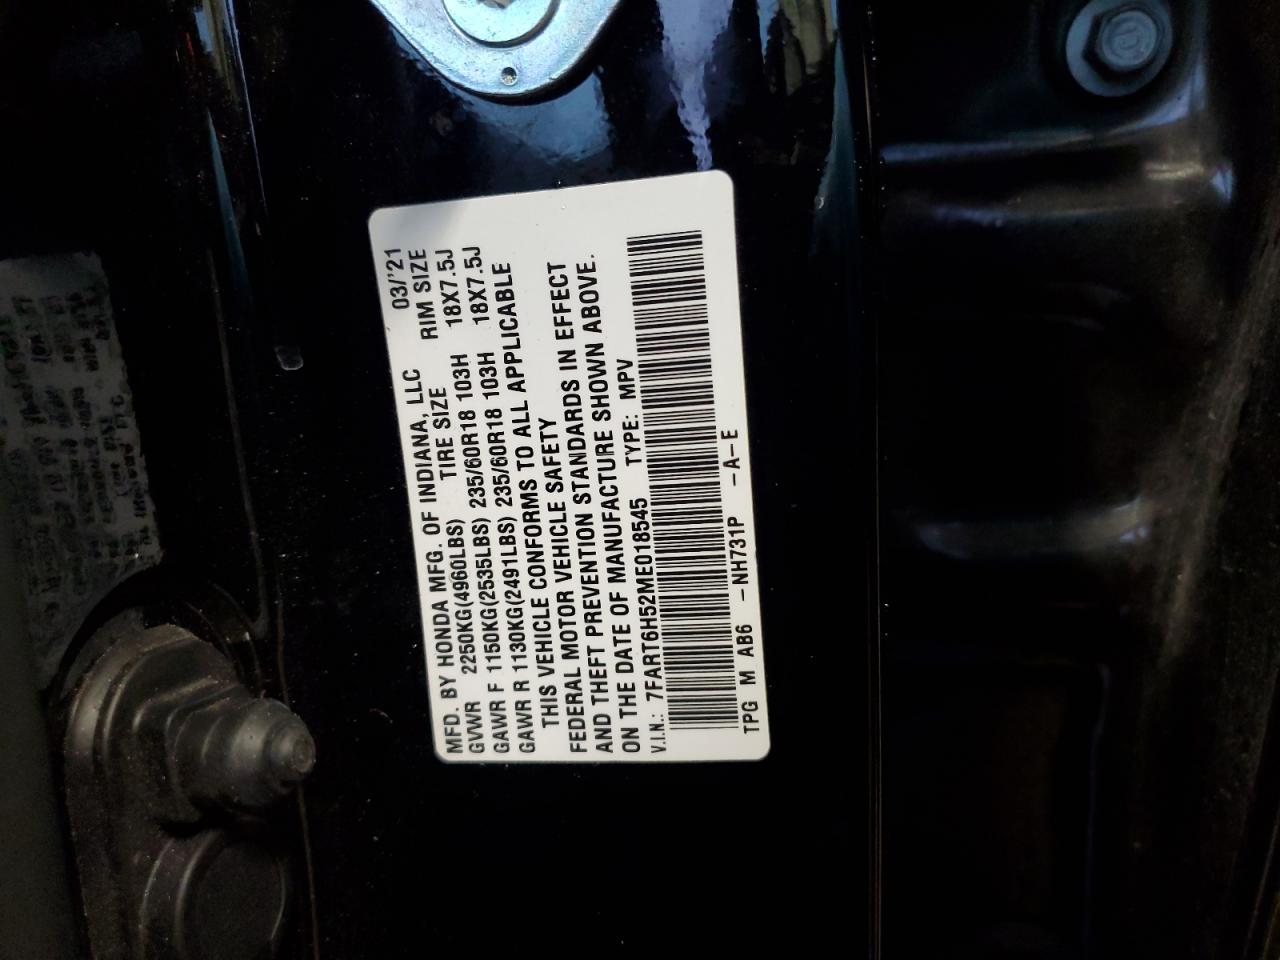 MFD. BY HONDA MFG. OF INDIANA, LLC 03/'21
GVWR 2250KG(4960LBS) TIRE SIZE RIM SIZE
GAWR F 1150KG(2535LBS) 235/60R18 103H 18X7.5J
GAWR R 1130KG(2491LBS) 235/60R18 103H 18X7.5J
THIS VEHICLE CONFORMS TO ALL APPLICABLE
FEDERAL MOTOR VEHICLE SAFETY
AND THEFT PREVENTION STANDARDS IN EFFECT
ON THE DATE OF MANUFACTURE SHOWN ABOVE.
V.I.N.: 7FART6H52ME018545 TYPE: MPV
TPG M AB6 -NH731P -A-E